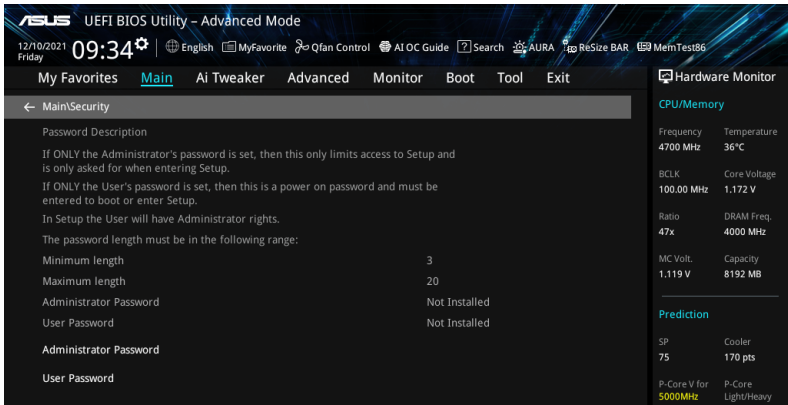 ASUS UEFI BIOS Utility – Advanced Mode
12/10/2021 Friday 09:34 English MyFavorite Qfan Control AI OC Guide ? Search AURA ReSize BAR MemTest86
My Favorites Main Ai Tweaker Advanced Monitor Boot Tool Exit
← Main\Security
Password Description
If ONLY the Administrator's password is set, then this only limits access to Setup and
is only asked for when entering Setup.
If ONLY the User's password is set, then this is a power on password and must be
entered to boot or enter Setup.
In Setup the User will have Administrator rights.
The password length must be in the following range:
Minimum length 3
Maximum length 20
Administrator Password Not Installed
User Password Not Installed
Administrator Password
User Password
Hardware Monitor
CPU/Memory
Frequency Temperature
4700 MHz 36°C
BCLK Core Voltage
100.00 MHz 1.172 V
Ratio DRAM Freq.
47x 4000 MHz
MC Volt. Capacity
1.119 V 8192 MB
Prediction
SP Cooler
75 170 pts
P-Core V for P-Core
5000MHz Light/Heavy